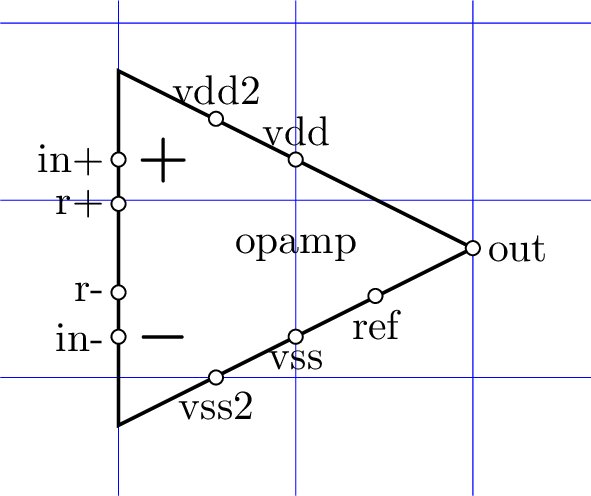 vdd2
vdd
in+ +
r+
opamp
out
r-
ref
in- −
vss
vss2